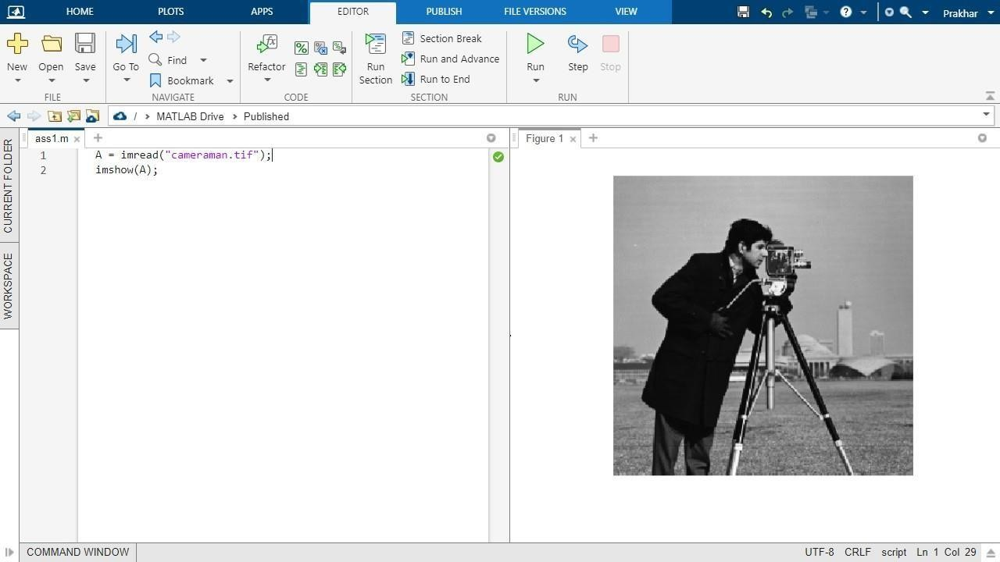 HOME PLOTS APPS EDITOR PUBLISH FILE VERSIONS VIEW Prakhar
New Open Save
FILE
Go To
Find
Bookmark
NAVIGATE
Refactor
CODE
Run Section
Section Break
Run and Advance
Run to End
SECTION
Run Step Stop
RUN
/ › MATLAB Drive › Published
CURRENT FOLDER
WORKSPACE
ass1.m × +
1 A = imread("cameraman.tif");
2 imshow(A);
Figure 1 × +
COMMAND WINDOW
UTF-8 CRLF script Ln 1 Col 29